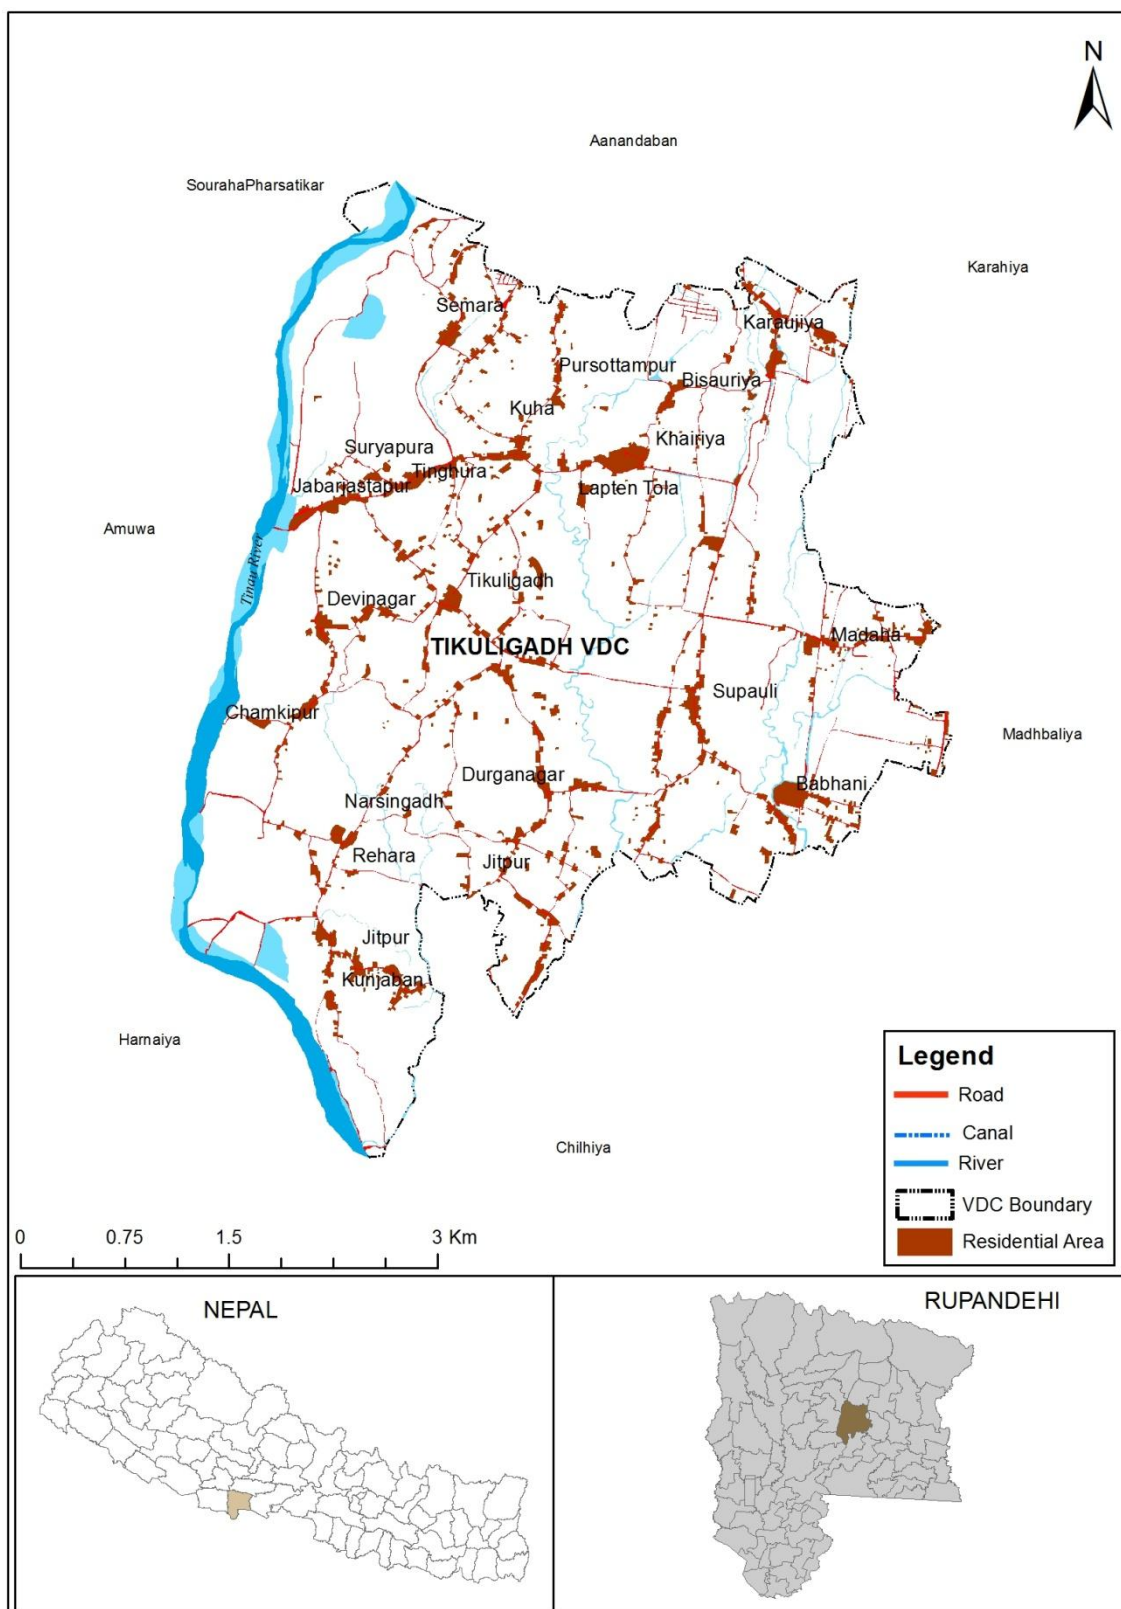 N
Aanandaban
SourahaPharsatikar
Karahiya
Semara
Karaujiya
Pursottampur
Bisauriya
Kuha
Khairiya
Suryapura
Tinghura
Jabarjastapur
Lapten Tola
Amuwa
Tinau River
Tikuligadh
Devinagar
Madaha
TIKULIGADH VDC
Supauli
Chamkipur
Madhbaliya
Durganagar
Babhani
Narsingadh
Rehara
Jitpur
Jitpur
Kunjaban
Harnaiya
Chilhiya
Legend
Road
Canal
River
VDC Boundary
Residential Area
0 0.75 1.5 3 Km
NEPAL
RUPANDEHI